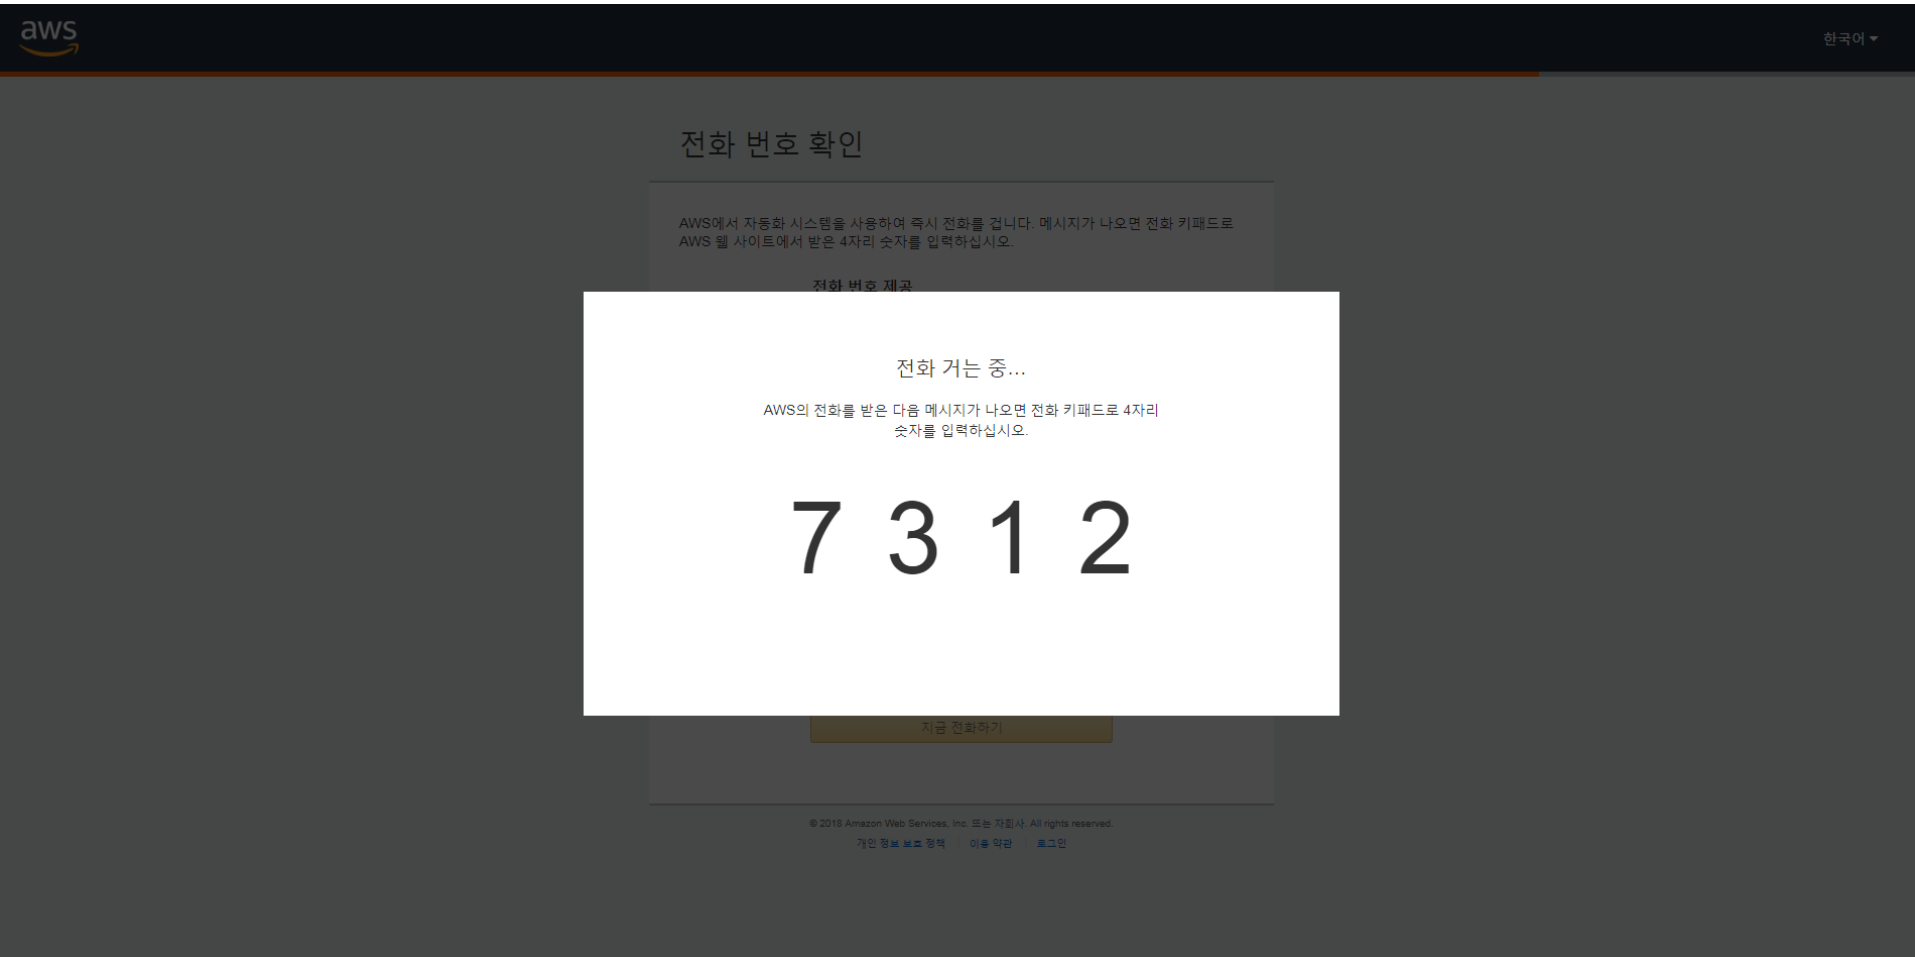 aws
한국어
전화 번호 확인
AWS에서 자동화 시스템을 사용하여 즉시 전화를 겁니다. 메시지가 나오면 전화 키패드로
AWS 웹 사이트에서 받은 4자리 숫자를 입력하십시오.
전화 번호 제공
전화 거는 중...
AWS의 전화를 받은 다음 메시지가 나오면 전화 키패드로 4자리
숫자를 입력하십시오.
7 3 1 2
지금 전화하기
© 2018 Amazon Web Services, Inc. 또는 자회사. All rights reserved.
개인 정보 보호 정책 | 이용 약관 | 로그인